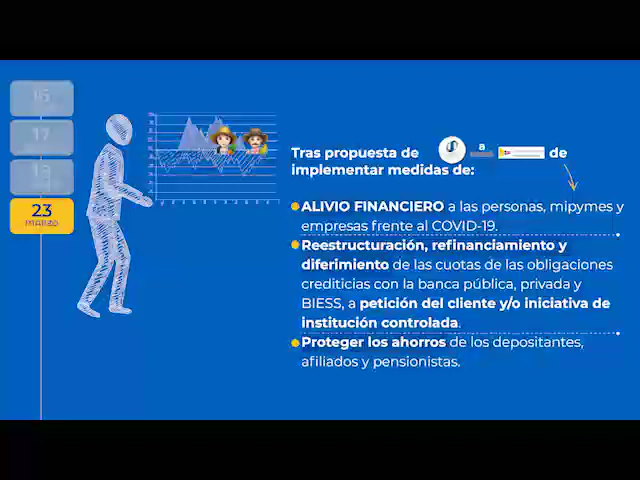 16
17
23
MARZO
Tras propuesta de a de
implementar medidas de:
ALIVIO FINANCIERO a las personas, mipymes y
empresas frente al COVID-19.
Reestructuración, refinanciamiento y
diferimiento de las cuotas de las obligaciones
crediticias con la banca pública, privada y
BIESS, a petición del cliente y/o iniciativa de
institución controlada.
Proteger los ahorros de los depositantes,
afiliados y pensionistas.